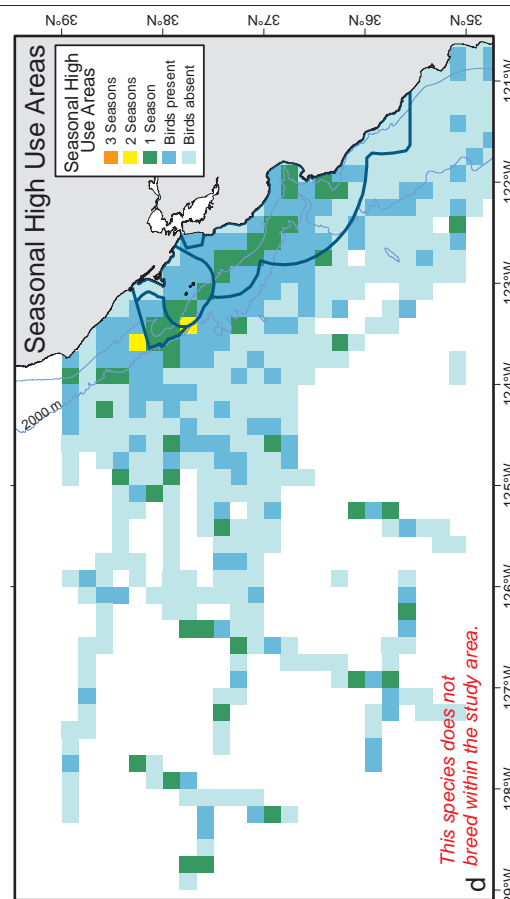 Seasonal High Use Areas
Seasonal High
Use Areas
3 Seasons
2 Seasons
1 Season
Birds present
Birds absent
2000 m
39°N
38°N
37°N
36°N
35°N
121°W
122°W
123°W
124°W
125°W
126°W
127°W
128°W
129°W
This species does not
breed within the study area.
d